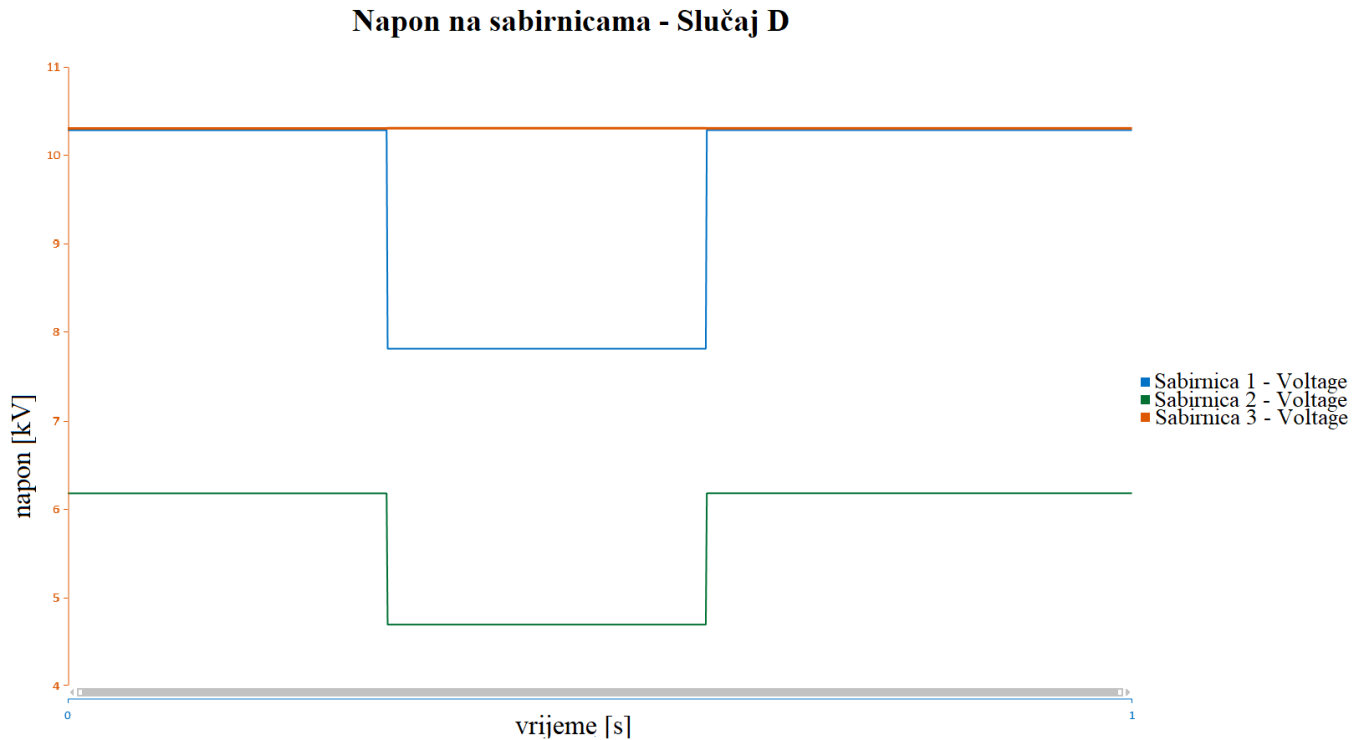 Napon na sabirnicama - Slučaj D
11
10
9
8
7
6
5
4
napon [kV]
0
1
vrijeme [s]
Sabirnica 1 - Voltage
Sabirnica 2 - Voltage
Sabirnica 3 - Voltage